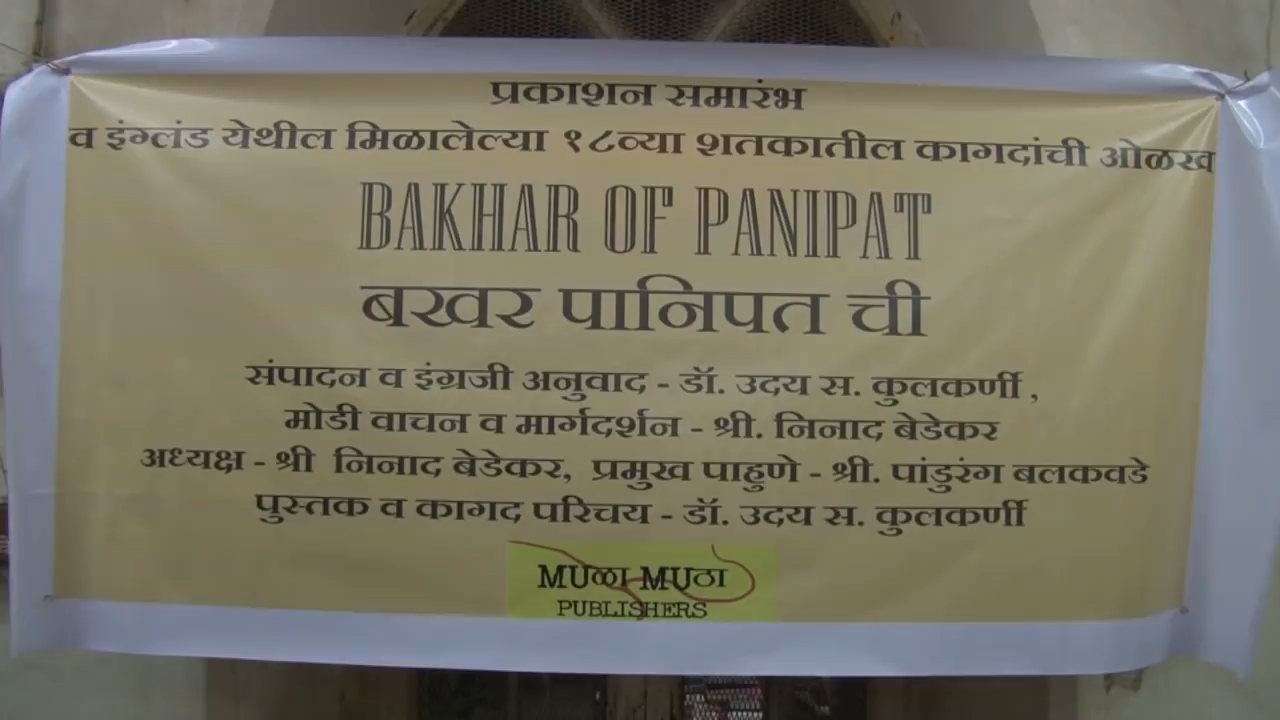 प्रकाशन समारंभ
व इंग्लंड येथील मिळालेल्या १८व्या शतकातील कागदांची ओळख
BAKHAR OF PANIPAT
बखर पानिपत ची
संपादन व इंग्रजी अनुवाद - डॉ. उदय स. कुलकर्णी ,
मोडी वाचन व मार्गदर्शन - श्री. निनाद बेडेकर
अध्यक्ष - श्री निनाद बेडेकर, प्रमुख पाहुणे - श्री. पांडुरंग बलकवडे
पुस्तक व कागद परिचय - डॉ. उदय स. कुलकर्णी
MUळा MUठा
PUBLISHERS